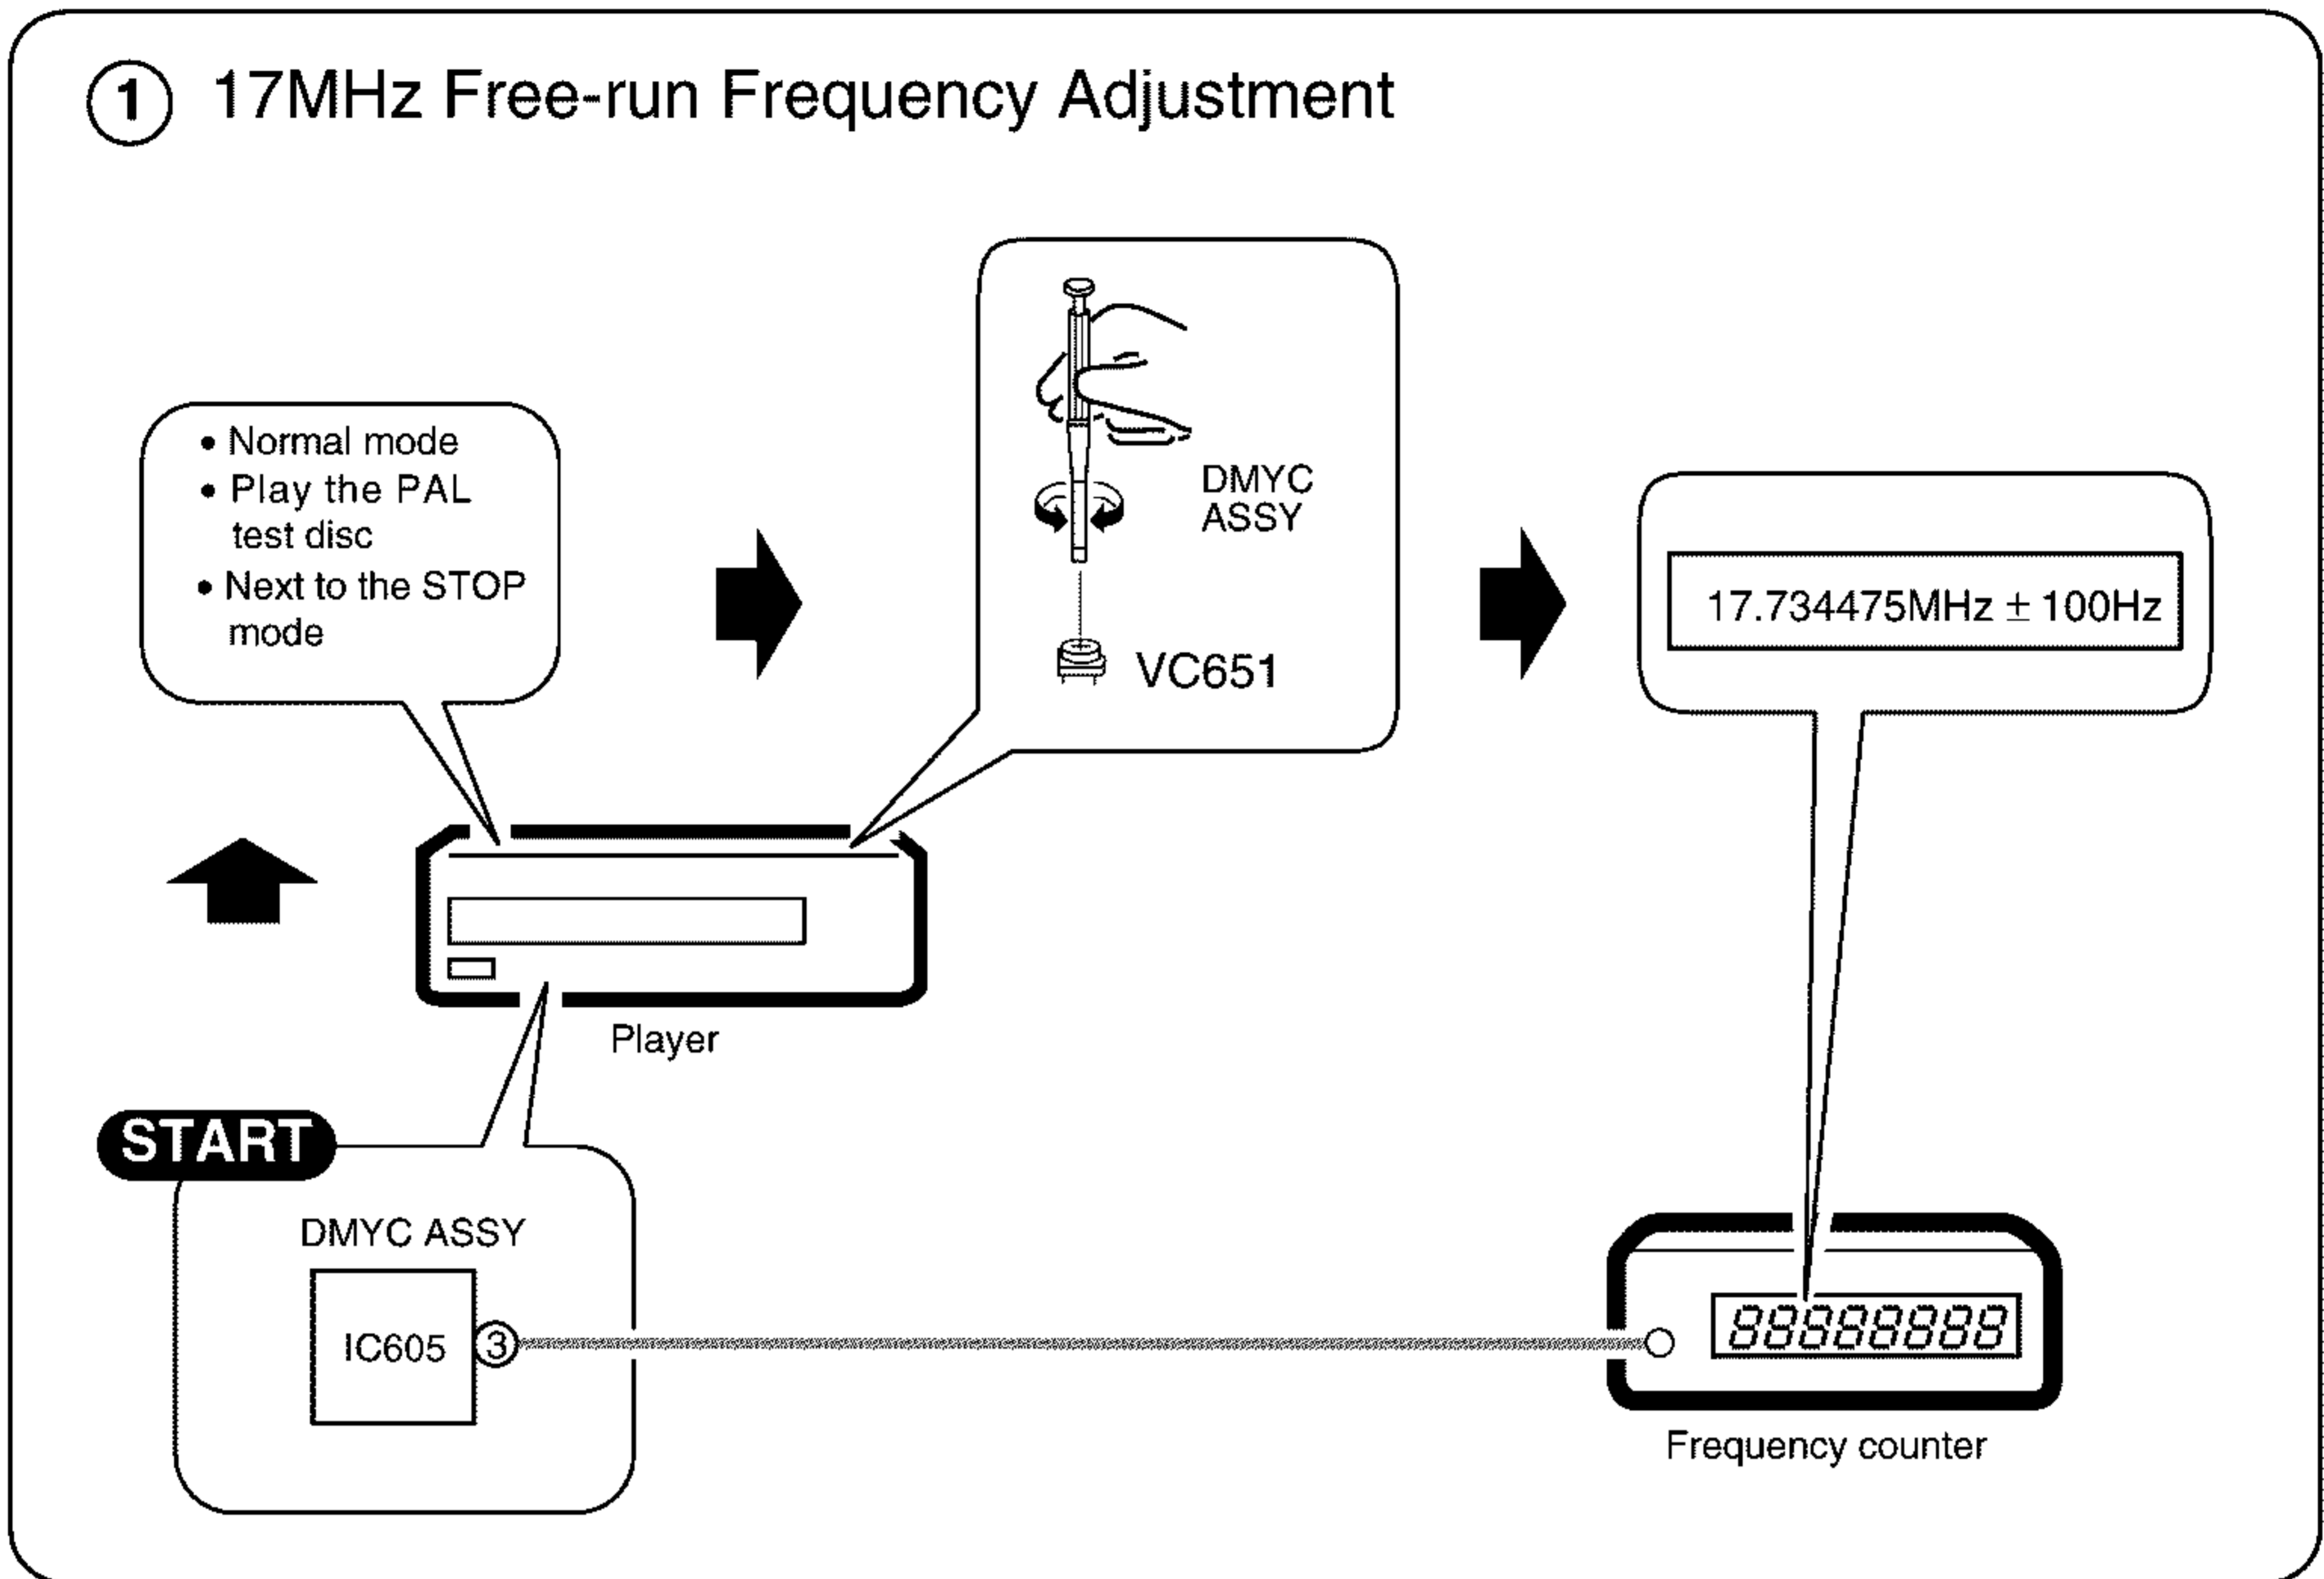 ① 17MHz Free-run Frequency Adjustment
• Normal mode
• Play the PAL
test disc
• Next to the STOP
mode
DMYC
ASSY
VC651
17.734475MHz ± 100Hz
Player
START
DMYC ASSY
IC605
③
88888888
Frequency counter